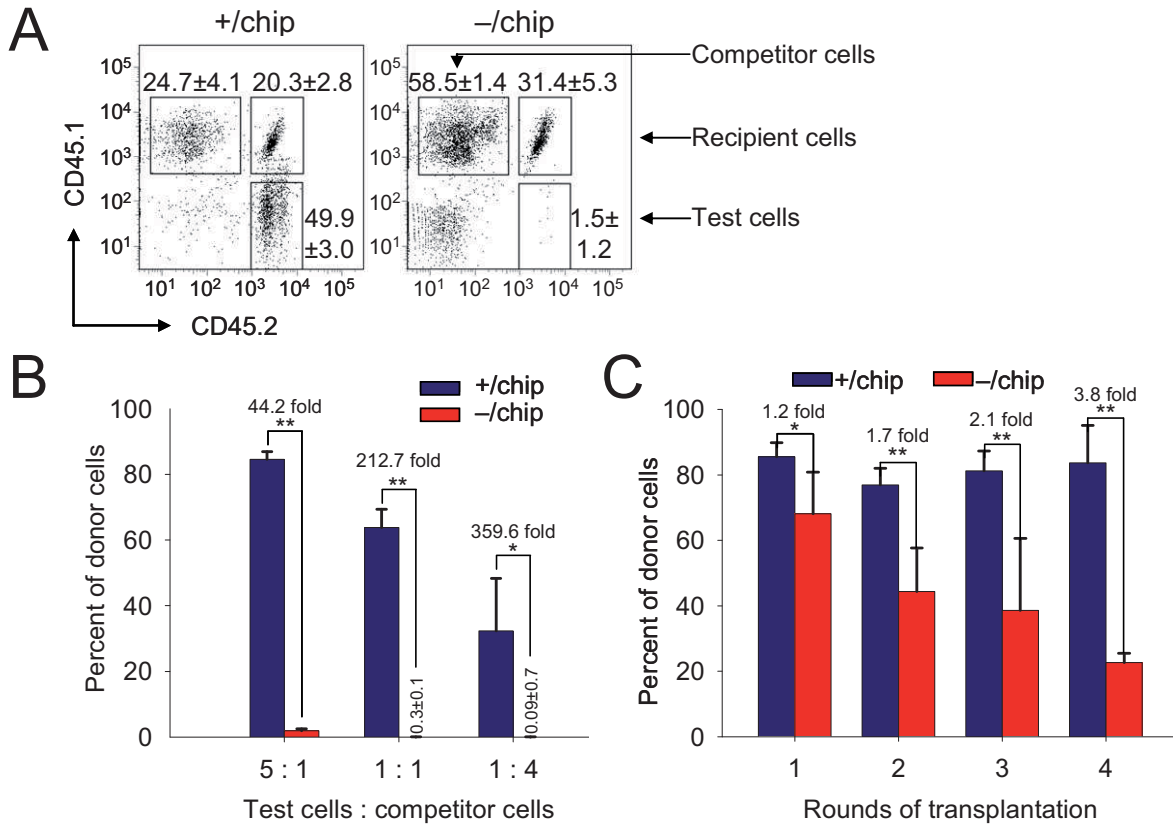 A
+/chip
–/chip
Competitor cells
Recipient cells
Test cells
10⁵
10⁴
10³
10²
10¹
24.7±4.1
20.3±2.8
49.9
±3.0
10¹ 10² 10³ 10⁴ 10⁵
10⁵
10⁴
10³
10²
10¹
58.5±1.4
31.4±5.3
1.5±
1.2
10¹ 10² 10³ 10⁴ 10⁵
CD45.1
CD45.2
B
+/chip
–/chip
Percent of donor cells
100
80
60
40
20
0
44.2 fold
**
212.7 fold
**
359.6 fold
*
0.3±0.1
0.09±0.7
5 : 1
1 : 1
1 : 4
Test cells : competitor cells
C
+/chip
–/chip
Percent of donor cells
100
80
60
40
20
0
1.2 fold
*
1.7 fold
**
2.1 fold
**
3.8 fold
**
1
2
3
4
Rounds of transplantation